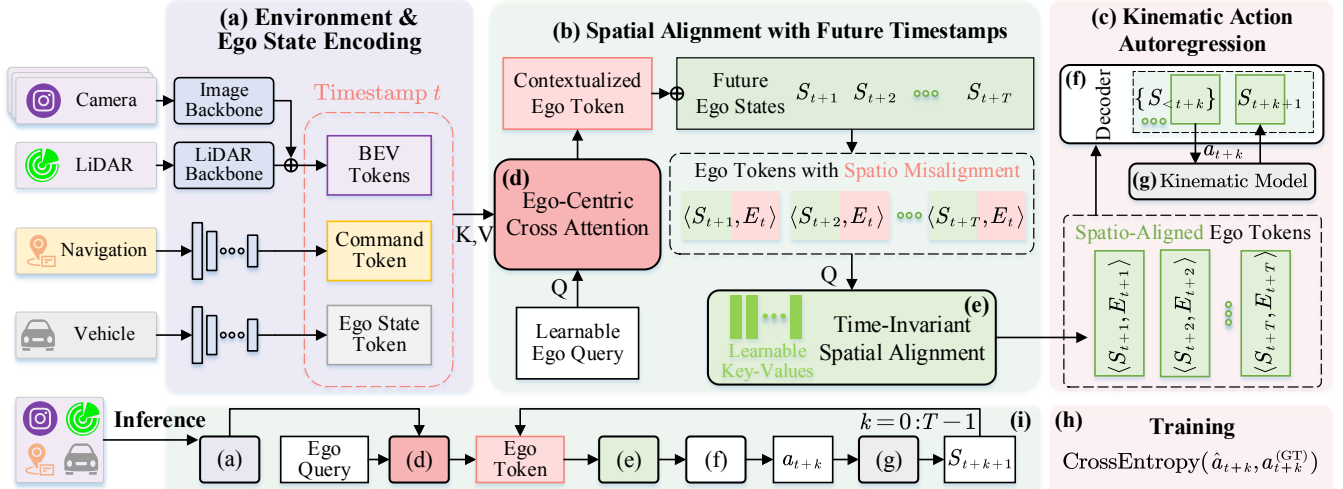 (a) Environment &
Ego State Encoding
Camera
Image
Backbone
LiDAR
LiDAR
Backbone
Navigation
Vehicle
Timestamp t
BEV
Tokens
Command
Token
Ego State
Token
K,V
(b) Spatial Alignment with Future Timestamps
Contextualized
Ego Token
Future
Ego States
S_{t+1} S_{t+2} S_{t+T}
(d)
Ego-Centric
Cross Attention
Q
Learnable
Ego Query
Ego Tokens with Spatio Misalignment
⟨S_{t+1}, E_t⟩ ⟨S_{t+2}, E_t⟩ ⟨S_{t+T}, E_t⟩
Q
(e)
Time-Invariant
Spatial Alignment
Learnable
Key-Values
(c) Kinematic Action
Autoregression
(f)
Decoder
{S_{<t+k}} S_{t+k+1}
a_{t+k}
(g) Kinematic Model
Spatio-Aligned Ego Tokens
⟨S_{t+1}, E_{t+1}⟩
⟨S_{t+2}, E_{t+2}⟩
⟨S_{t+T}, E_{t+T}⟩
Inference
(a)
Ego
Query
(d)
Ego
Token
(e)
(f)
a_{t+k}
(g)
S_{t+k+1}
k=0:T−1
(i)
(h)
Training
CrossEntropy(â_{t+k}, a_{t+k}^{(GT)})